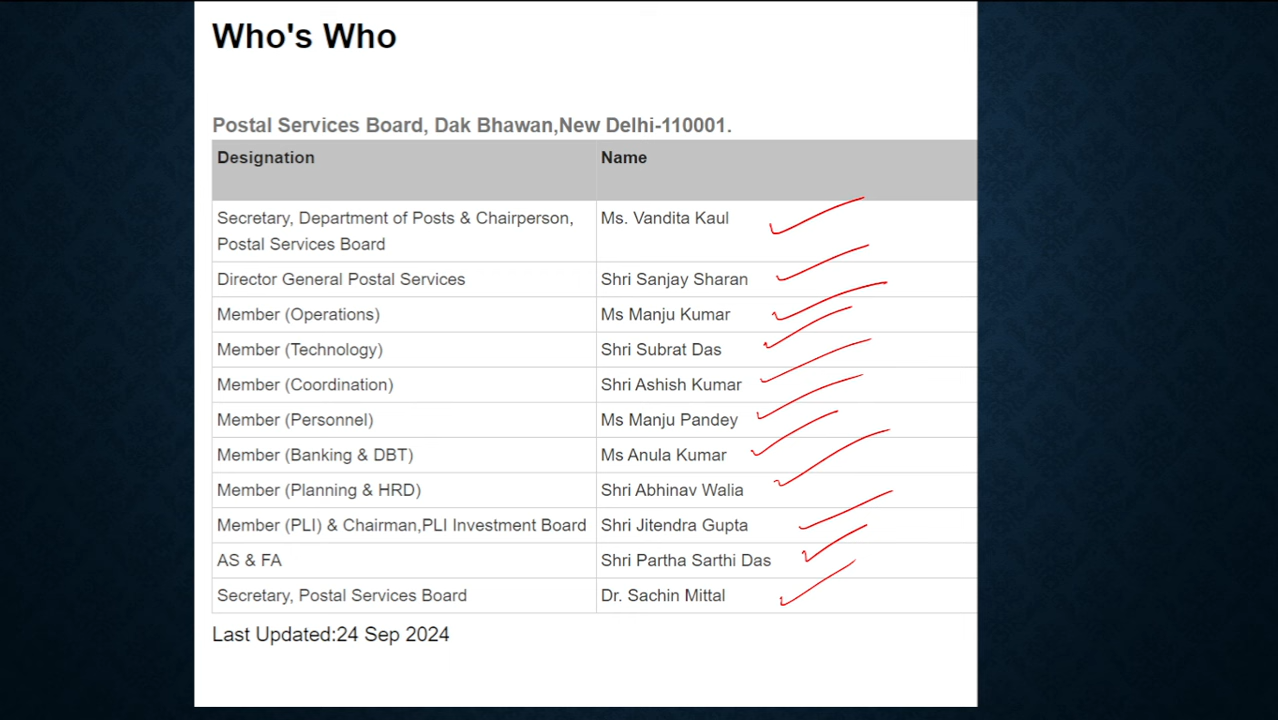 Who's Who
Postal Services Board, Dak Bhawan,New Delhi-110001.
Designation Name
Secretary, Department of Posts & Chairperson, Ms. Vandita Kaul
Postal Services Board
Director General Postal Services Shri Sanjay Sharan
Member (Operations) Ms Manju Kumar
Member (Technology) Shri Subrat Das
Member (Coordination) Shri Ashish Kumar
Member (Personnel) Ms Manju Pandey
Member (Banking & DBT) Ms Anula Kumar
Member (Planning & HRD) Shri Abhinav Walia
Member (PLI) & Chairman,PLI Investment Board Shri Jitendra Gupta
AS & FA Shri Partha Sarthi Das
Secretary, Postal Services Board Dr. Sachin Mittal
Last Updated:24 Sep 2024